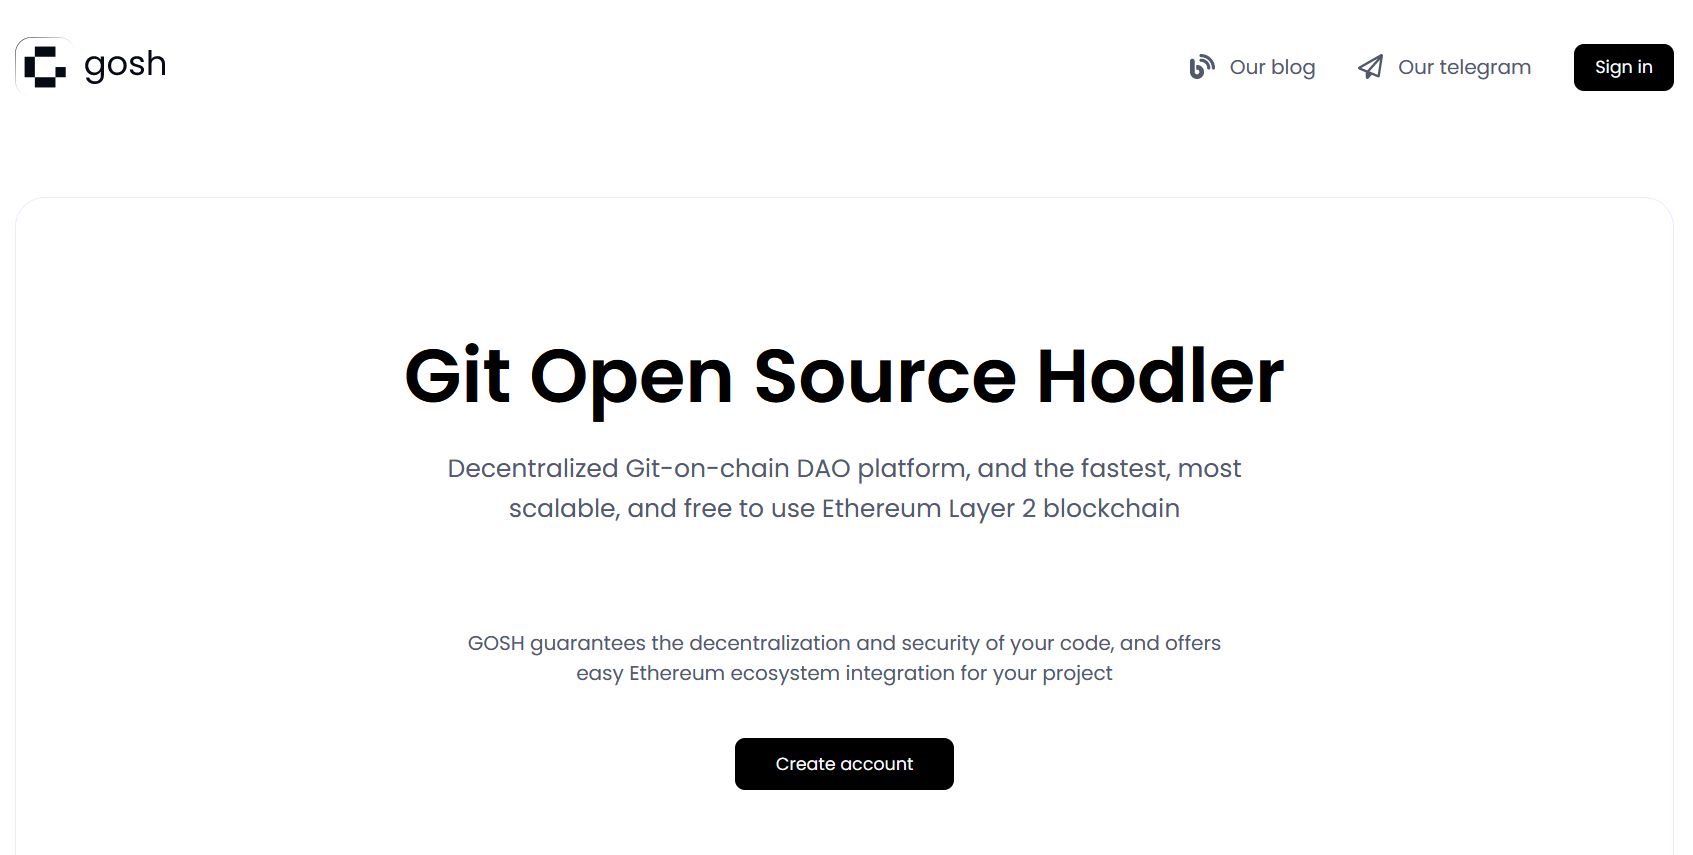 gosh
Our blog
Our telegram
Sign in
Git Open Source Hodler
Decentralized Git-on-chain DAO platform, and the fastest, most
scalable, and free to use Ethereum Layer 2 blockchain
GOSH guarantees the decentralization and security of your code, and offers
easy Ethereum ecosystem integration for your project
Create account